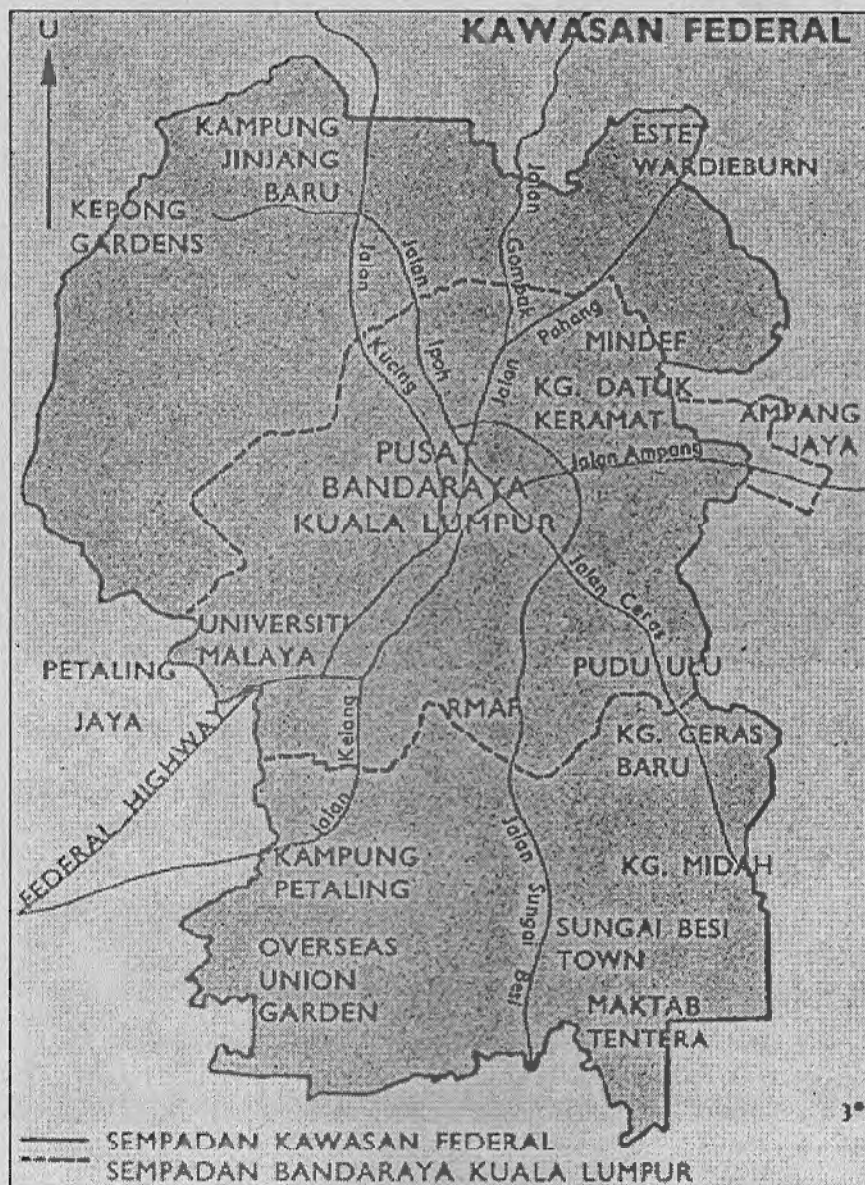 KAWASAN FEDERAL
U
KAMPUNG
JINJANG
BARU
ESTET
WARDIEBURN
KEPONG
GARDENS
Jalan
Gombak
Jalan
Kucing
Jalan
Ipoh
Jalan
Pahang
MINDEF
KG. DATUK
KERAMAT
AMPANG
JAYA
PUSAT
BANDARAYA
KUALA LUMPUR
Jalan Ampang
Jalan Ceras
UNIVERSITI
MALAYA
PETALING
JAYA
PUDU ULU
RMAF
KG. CERAS
BARU
FEDERAL HIGHWAY
Jalan Kelang
KAMPUNG
PETALING
Jalan Sungai Besi
KG. MIDAH
OVERSEAS
UNION
GARDEN
SUNGAI BESI
TOWN
MAKTAB
TENTERA
3°
SEMPADAN KAWASAN FEDERAL
SEMPADAN BANDARAYA KUALA LUMPUR